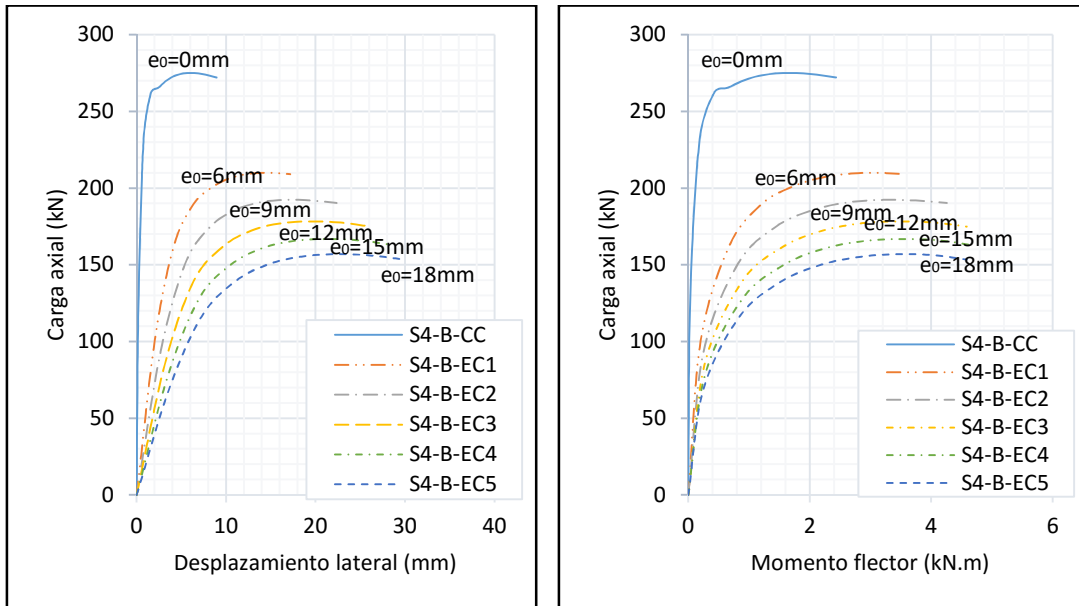 300
250
200
150
100
50
0
Carga axial (kN)
e₀=0mm
e₀=6mm
e₀=9mm
e₀=12mm
e₀=15mm
e₀=18mm
S4-B-CC
S4-B-EC1
S4-B-EC2
S4-B-EC3
S4-B-EC4
S4-B-EC5
0 10 20 30 40
Desplazamiento lateral (mm)
300
250
200
150
100
50
0
Carga axial (kN)
e₀=0mm
e₀=6mm
e₀=9mm
e₀=12mm
e₀=15mm
e₀=18mm
S4-B-CC
S4-B-EC1
S4-B-EC2
S4-B-EC3
S4-B-EC4
S4-B-EC5
0 2 4 6
Momento flector (kN.m)